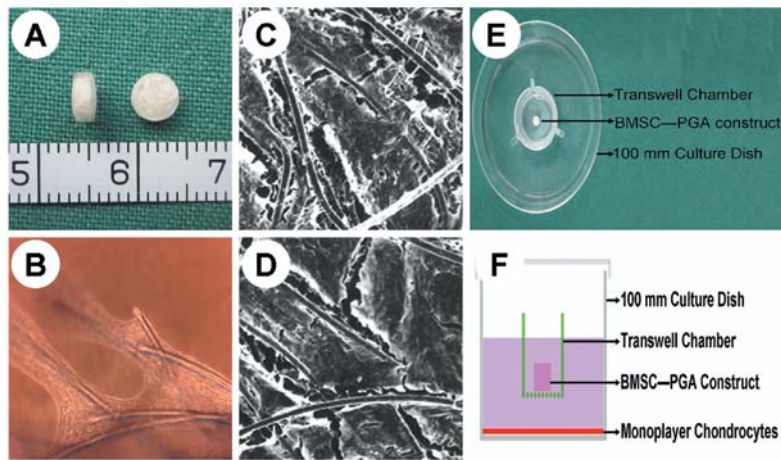 A
5 6 7
B
C
D
E
Transwell Chamber
BMSC—PGA construct
100 mm Culture Dish
F
100 mm Culture Dish
Transwell Chamber
BMSC—PGA Construct
Monoplayer Chondrocytes